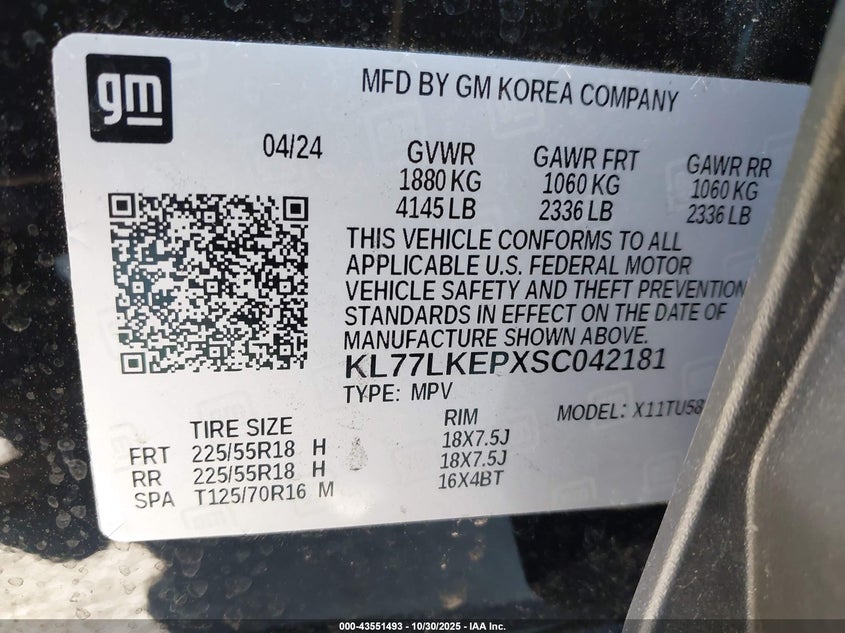 gm
MFD BY GM KOREA COMPANY
04/24
GVWR GAWR FRT GAWR RR
1880 KG 1060 KG 1060 KG
4145 LB 2336 LB 2336 LB
THIS VEHICLE CONFORMS TO ALL
APPLICABLE U.S. FEDERAL MOTOR
VEHICLE SAFETY AND THEFT PREVENTION
STANDARDS IN EFFECT ON THE DATE OF
MANUFACTURE SHOWN ABOVE.
KL77LKEPXSC042181
TYPE: MPV
MODEL: X11TU58
TIRE SIZE RIM
FRT 225/55R18 H 18X7.5J
RR 225/55R18 H 18X7.5J
SPA T125/70R16 M 16X4BT
000-43551493 - 10/30/2025 - IAA Inc.